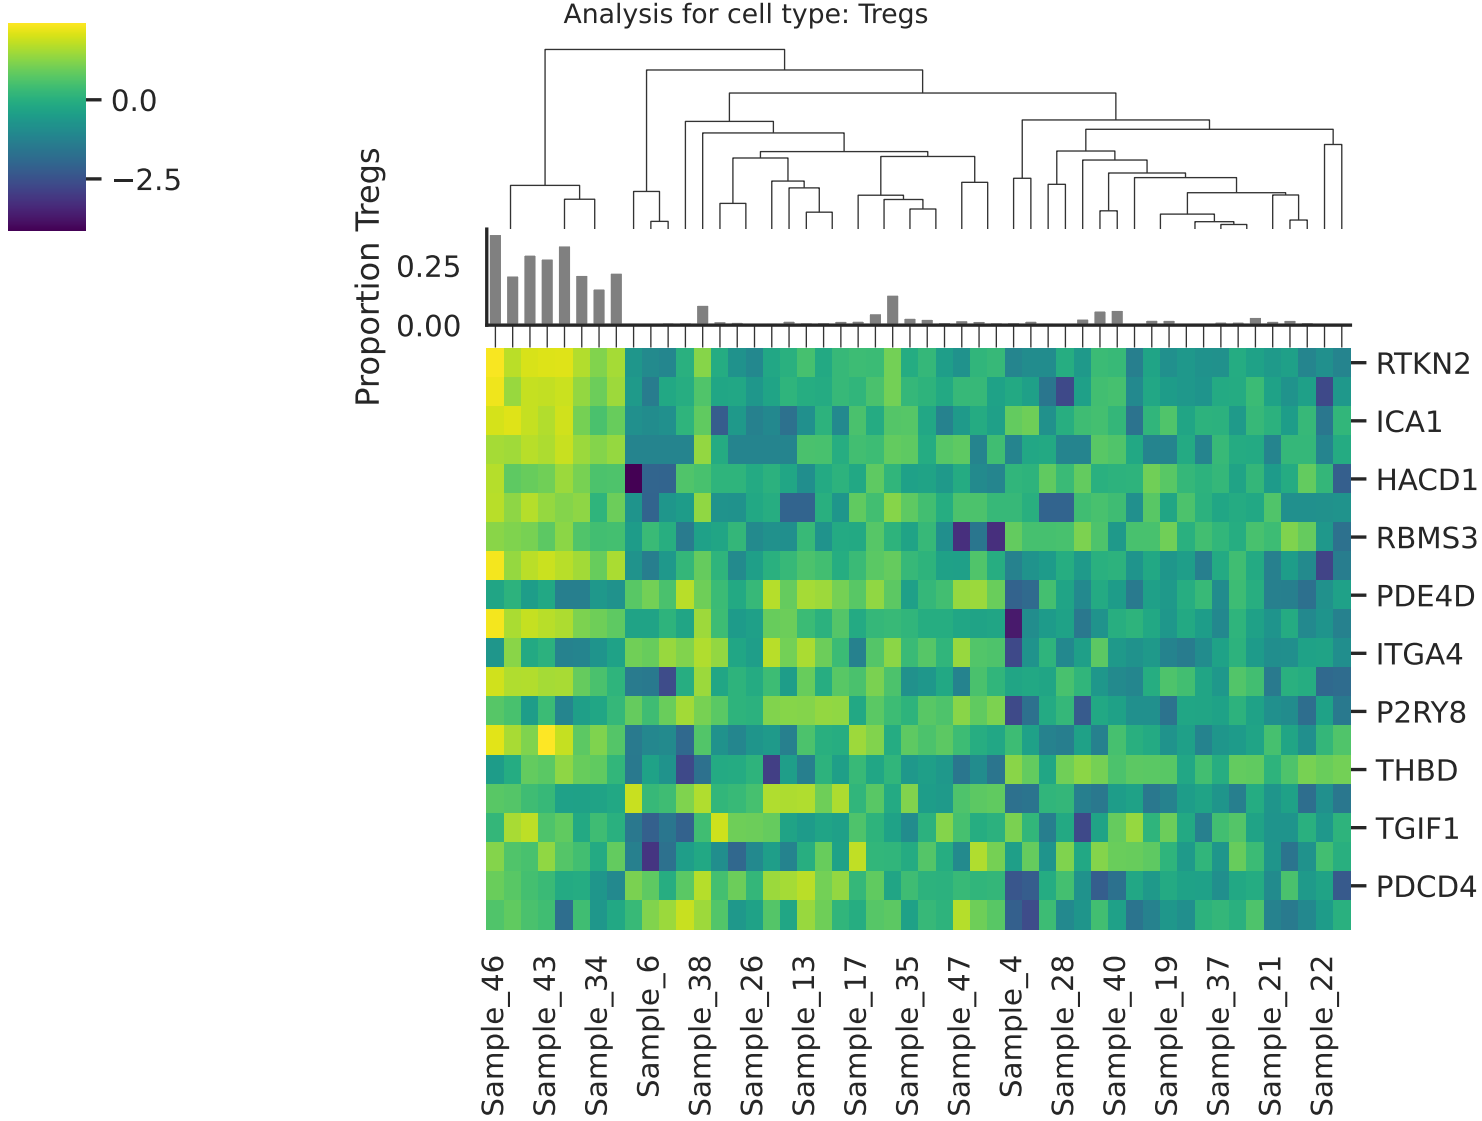 Analysis for cell type: Tregs
0.0
−2.5
Proportion Tregs
0.25
0.00
RTKN2
ICA1
HACD1
RBMS3
PDE4D
ITGA4
P2RY8
THBD
TGIF1
PDCD4
Sample_46
Sample_43
Sample_34
Sample_6
Sample_38
Sample_26
Sample_13
Sample_17
Sample_35
Sample_47
Sample_4
Sample_28
Sample_40
Sample_19
Sample_37
Sample_21
Sample_22